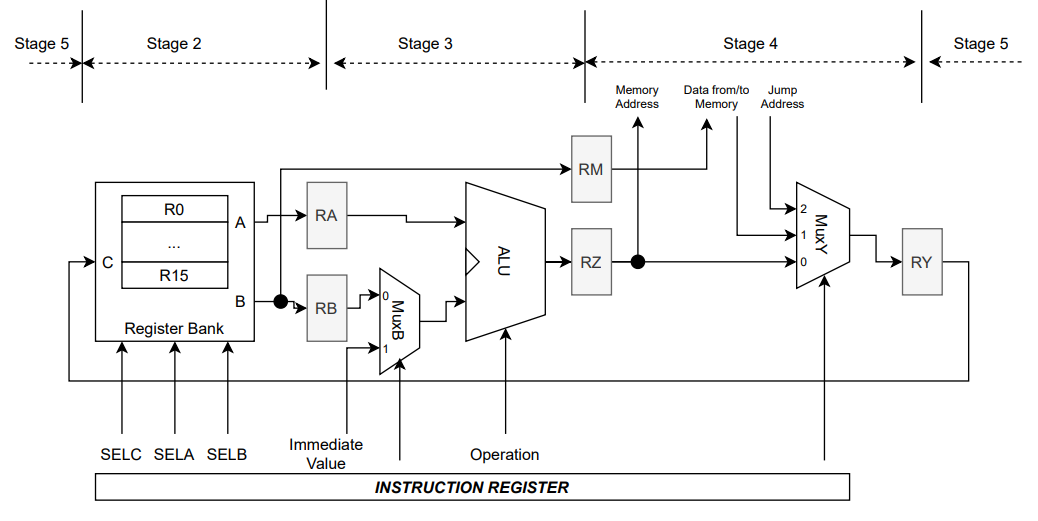 Stage 5
Stage 2
Stage 3
Stage 4
Stage 5
Memory
Address
Data from/to
Memory
Jump
Address
RM
R0
...
R15
A
B
C
Register Bank
RA
RB
0
1
MuxB
ALU
RZ
2
1
0
MuxY
RY
SELC
SELA
SELB
Immediate
Value
Operation
INSTRUCTION REGISTER